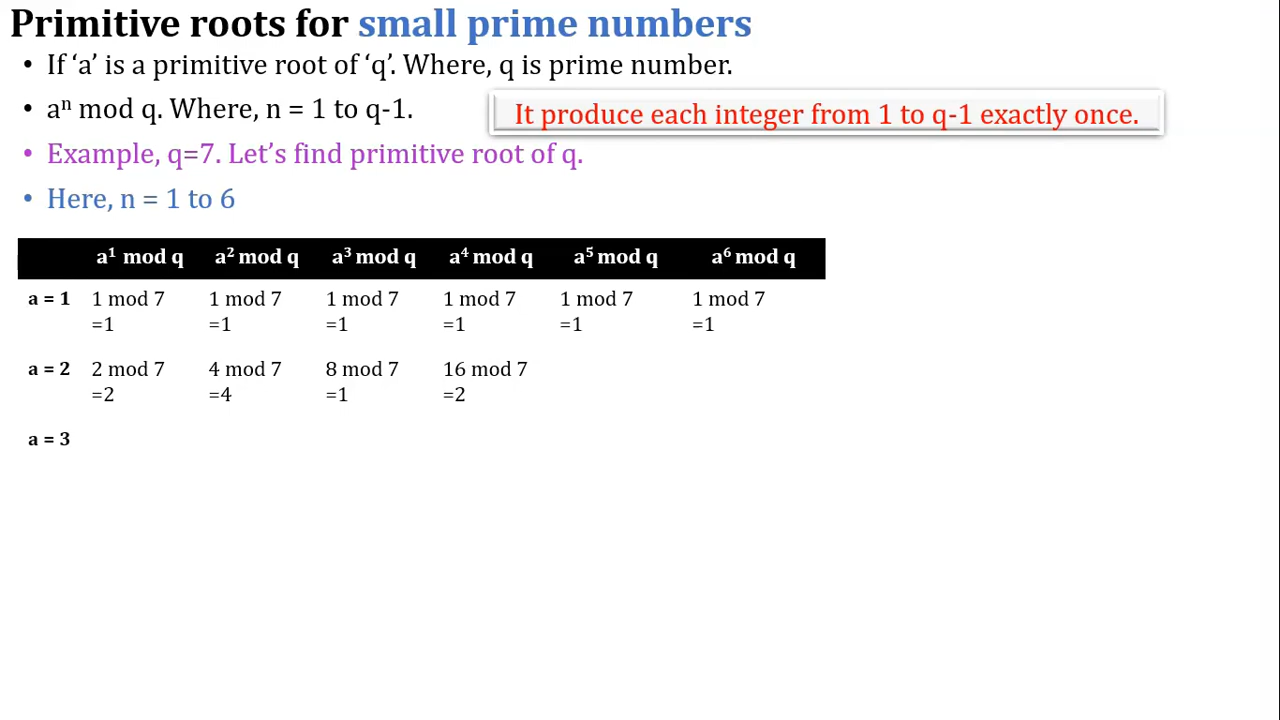 Primitive roots for small prime numbers
• If ‘a’ is a primitive root of ‘q’. Where, q is prime number.
• aⁿ mod q. Where, n = 1 to q-1.
It produce each integer from 1 to q-1 exactly once.
• Example, q=7. Let’s find primitive root of q.
• Here, n = 1 to 6
a¹ mod q a² mod q a³ mod q a⁴ mod q a⁵ mod q a⁶ mod q
a = 1 1 mod 7 1 mod 7 1 mod 7 1 mod 7 1 mod 7 1 mod 7
=1 =1 =1 =1 =1 =1
a = 2 2 mod 7 4 mod 7 8 mod 7 16 mod 7
=2 =4 =1 =2
a = 3